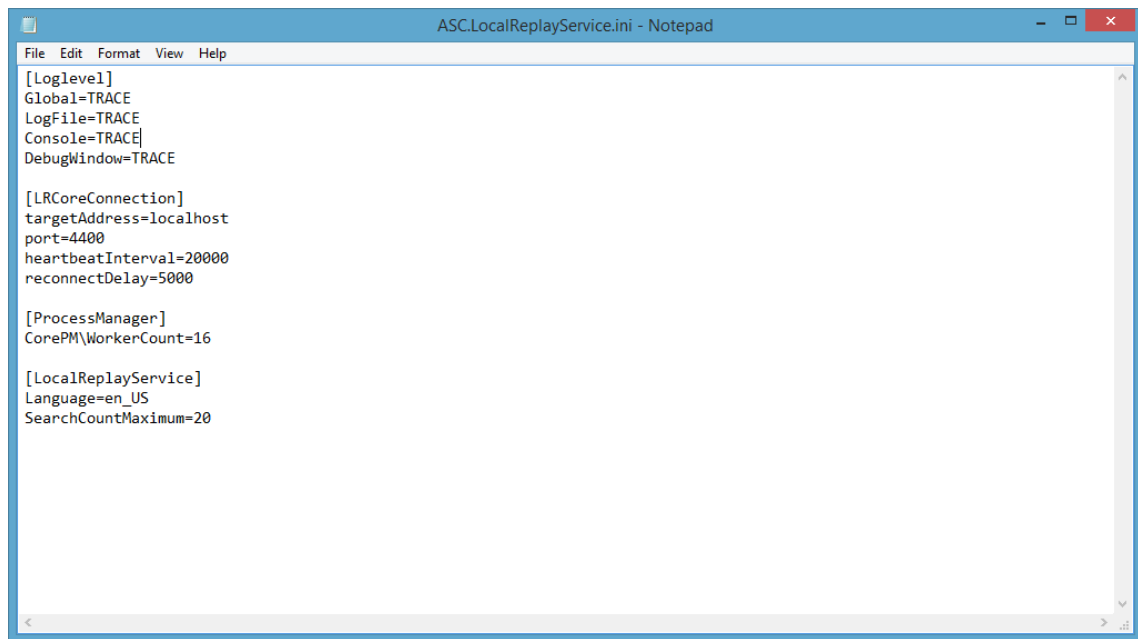 ASC.LocalReplayService.ini - Notepad
File Edit Format View Help
[Loglevel]
Global=TRACE
LogFile=TRACE
Console=TRACE
DebugWindow=TRACE
[LRCoreConnection]
targetAddress=localhost
port=4400
heartbeatInterval=20000
reconnectDelay=5000
[ProcessManager]
CorePM\WorkerCount=16
[LocalReplayService]
Language=en_US
SearchCountMaximum=20